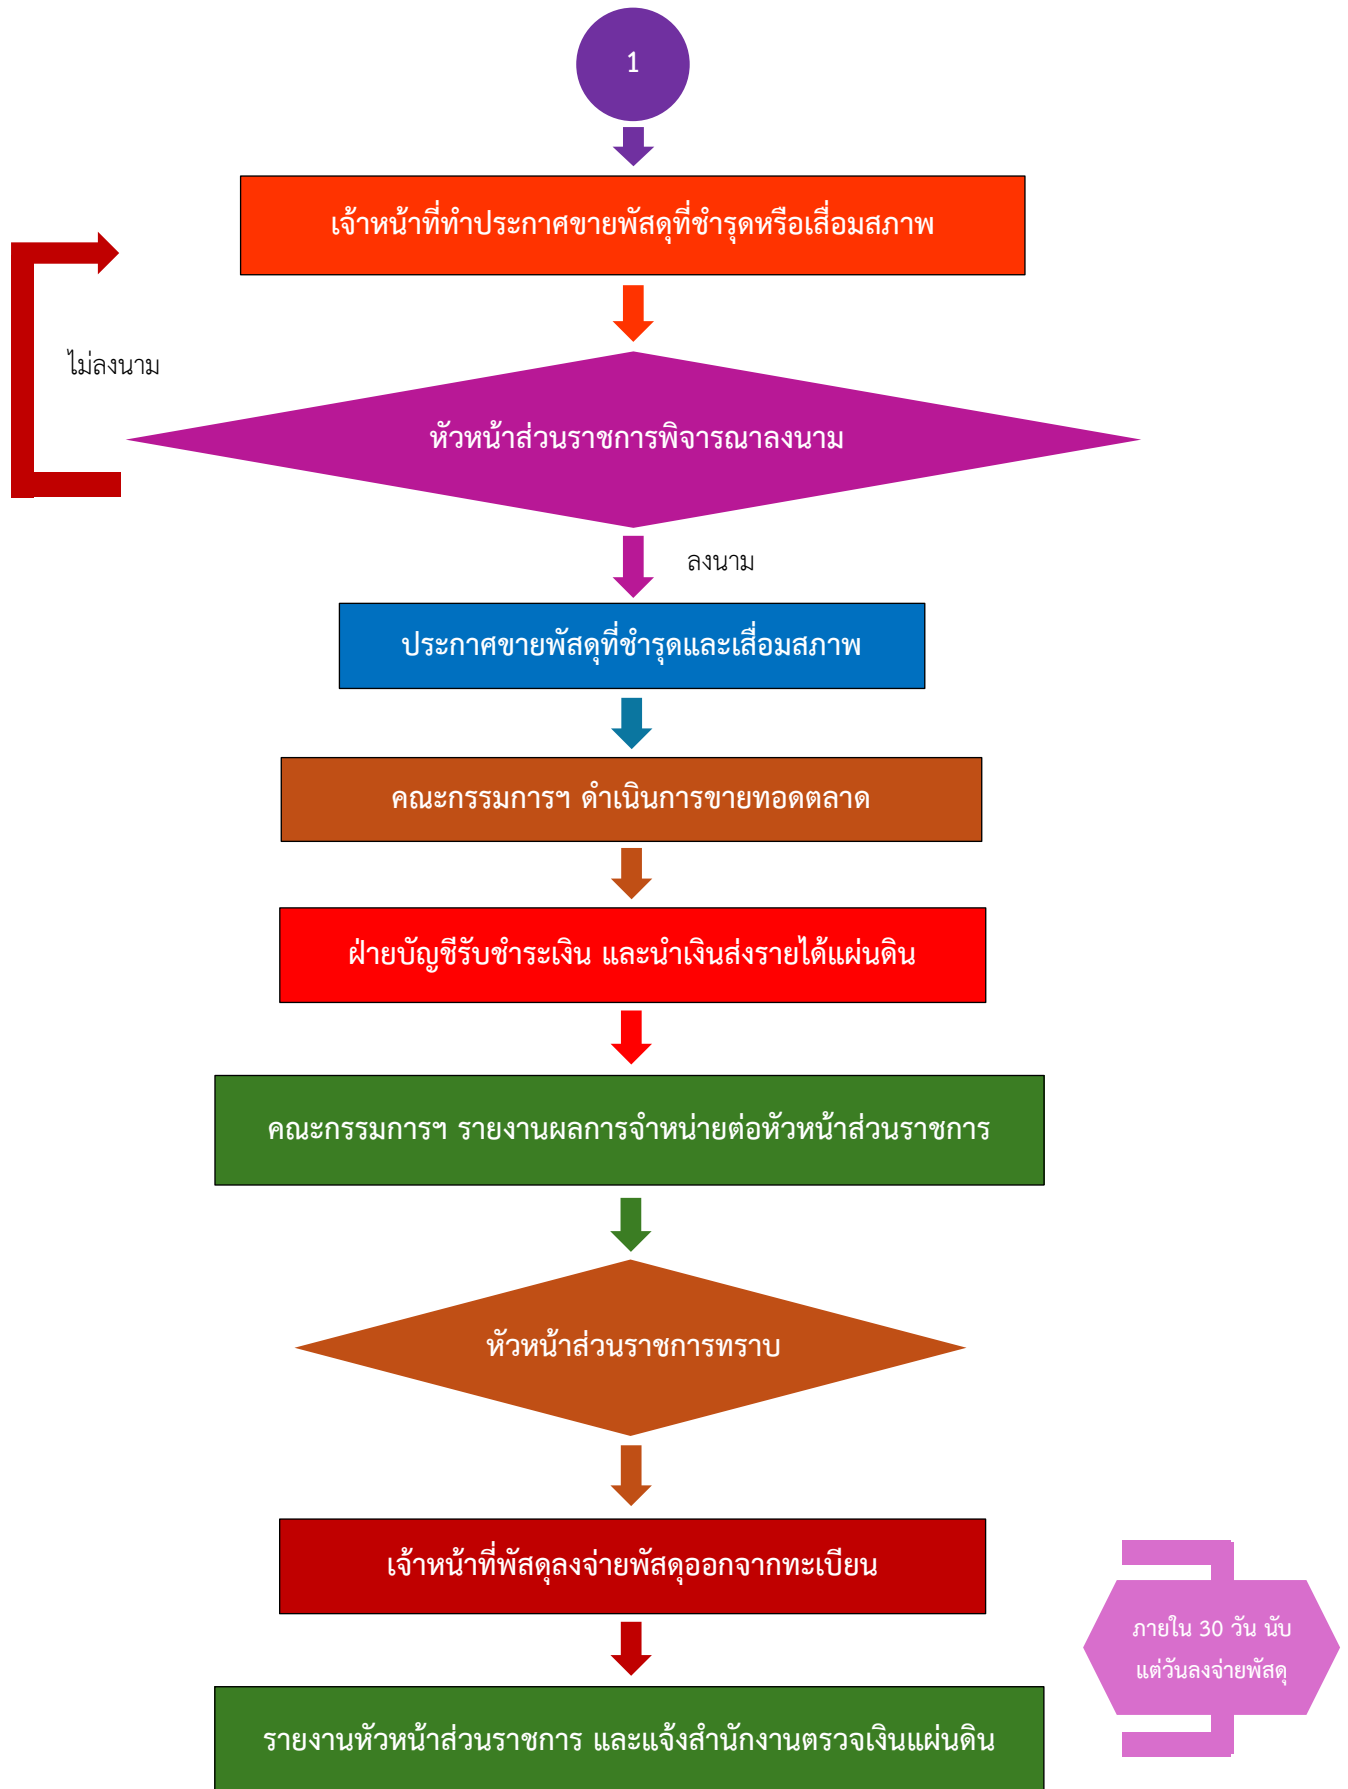 1
เจ้าหน้าที่ทำประกาศขายพัสดุที่ชำรุดหรือเสื่อมสภาพ
ไม่ลงนาม
หัวหน้าส่วนราชการพิจารณาลงนาม
ลงนาม
ประกาศขายพัสดุที่ชำรุดและเสื่อมสภาพ
คณะกรรมการฯ ดำเนินการขายทอดตลาด
ฝ่ายบัญชีรับชำระเงิน และนำเงินส่งรายได้แผ่นดิน
คณะกรรมการฯ รายงานผลการจำหน่ายต่อหัวหน้าส่วนราชการ
หัวหน้าส่วนราชการทราบ
เจ้าหน้าที่พัสดุลงจ่ายพัสดุออกจากทะเบียน
ภายใน 30 วัน นับ
แต่วันลงจ่ายพัสดุ
รายงานหัวหน้าส่วนราชการ และแจ้งสำนักงานตรวจเงินแผ่นดิน